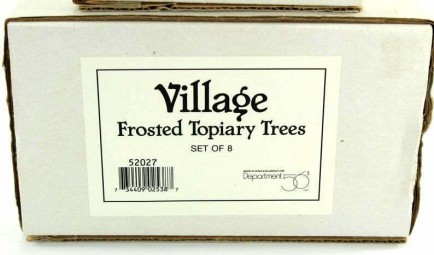 Village
Frosted Topiary Trees
SET OF 8
52027
7 34409 02538 7
Department 56